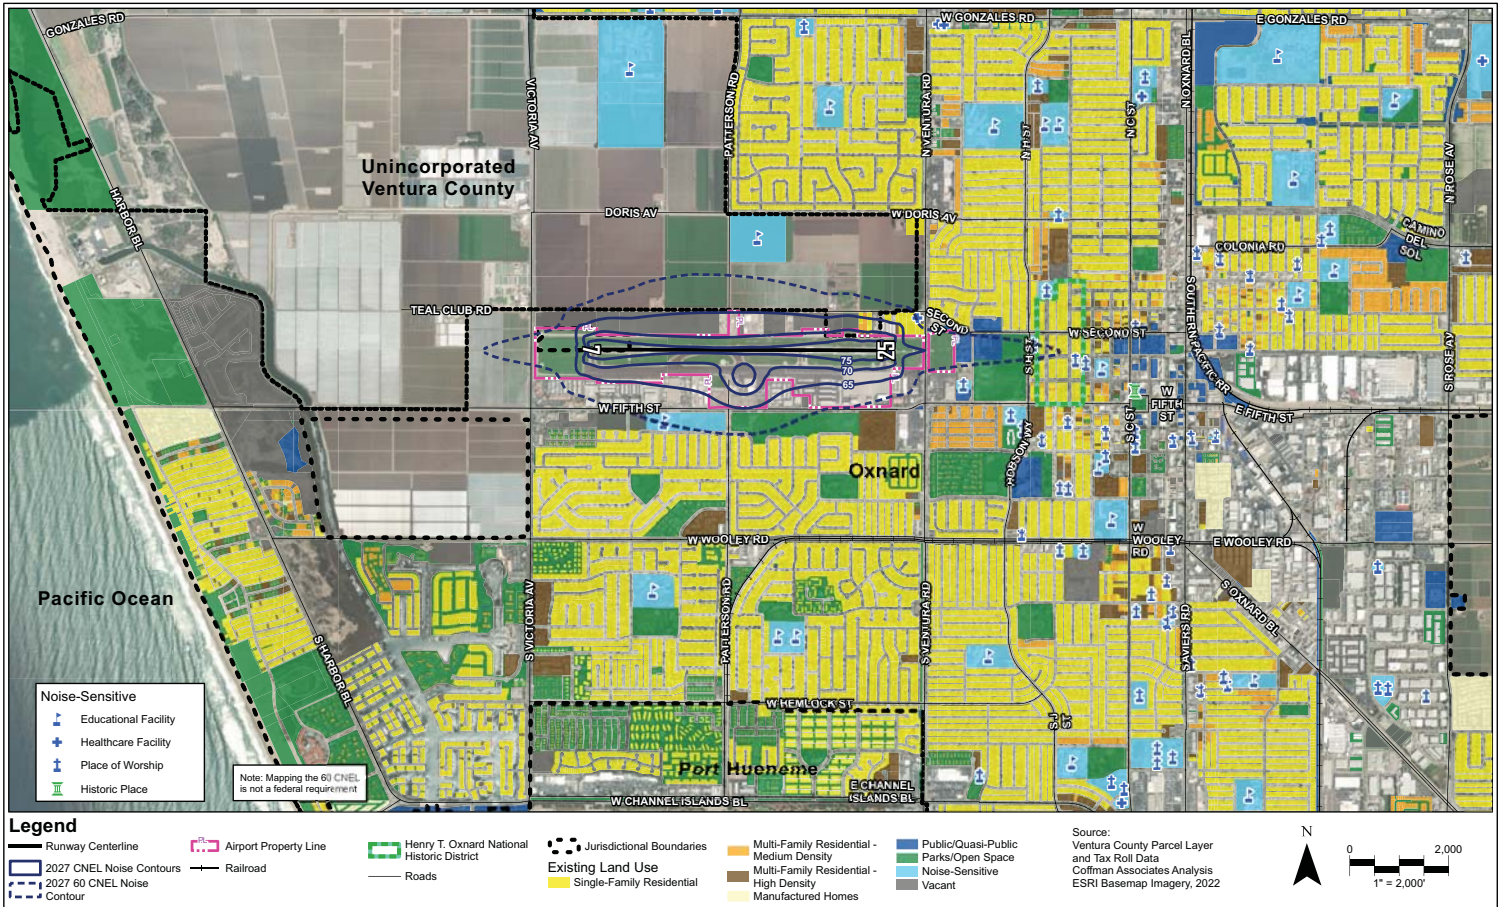 GONZALES RD
W GONZALES RD
E GONZALES RD
VICTORIA AV
PATTERSON RD
N VENTURA RD
N H ST
N C ST
N OXNARD BL
N ROSE AV
Unincorporated
Ventura County
HARBOR BL
DORIS AV
W DORIS AV
COLONIA RD
CAMINO
DEL
SOL
TEAL CLUB RD
SECOND
ST
W SECOND ST
SOUTHERN PACIFIC RR
S H ST
S ROSE AV
7
25
75
70
65
PL
PL
PL
W FIFTH ST
W
FIFTH
ST
E FIFTH ST
S C ST
HOBSON WY
Oxnard
W WOOLEY RD
W
WOOLEY
RD
E WOOLEY RD
Pacific Ocean
S VICTORIA AV
PATTERSON RD
S VENTURA RD
SAVIERS RD
S OXNARD BL
S HARBOR BL
W HEMLOCK ST
S J
ST
Port Hueneme
E CHANNEL
ISLANDS BL
W CHANNEL ISLANDS BL
Noise-Sensitive
Educational Facility
Healthcare Facility
Place of Worship
Historic Place
Note: Mapping the 60 CNEL
is not a federal requirement
Legend
Runway Centerline
2027 CNEL Noise Contours
2027 60 CNEL Noise
Contour
PL
Airport Property Line
Railroad
Henry T. Oxnard National
Historic District
Roads
Jurisdictional Boundaries
Existing Land Use
Single-Family Residential
Multi-Family Residential -
Medium Density
Multi-Family Residential -
High Density
Manufactured Homes
Public/Quasi-Public
Parks/Open Space
Noise-Sensitive
Vacant
Source:
Ventura County Parcel Layer
and Tax Roll Data
Coffman Associates Analysis
ESRI Basemap Imagery, 2022
N
0 2,000
1" = 2,000'